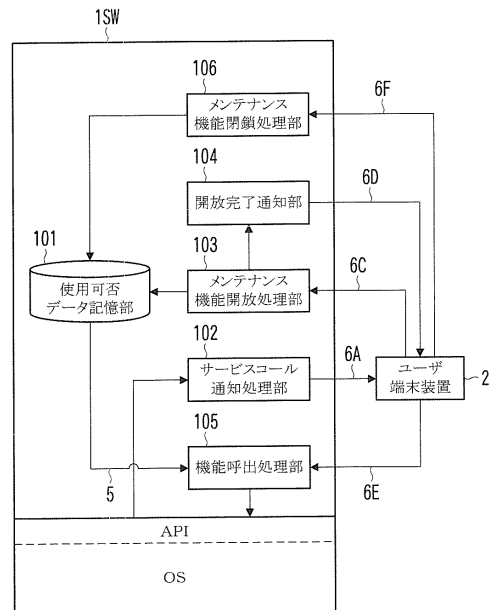 1SW
106
メンテナンス
機能閉鎖処理部
6F
104
開放完了通知部
6D
101
使用可否
データ記憶部
103
メンテナンス
機能開放処理部
6C
102
サービスコール
通知処理部
6A
ユーザ
端末装置
2
105
機能呼出処理部
5
6E
API
OS